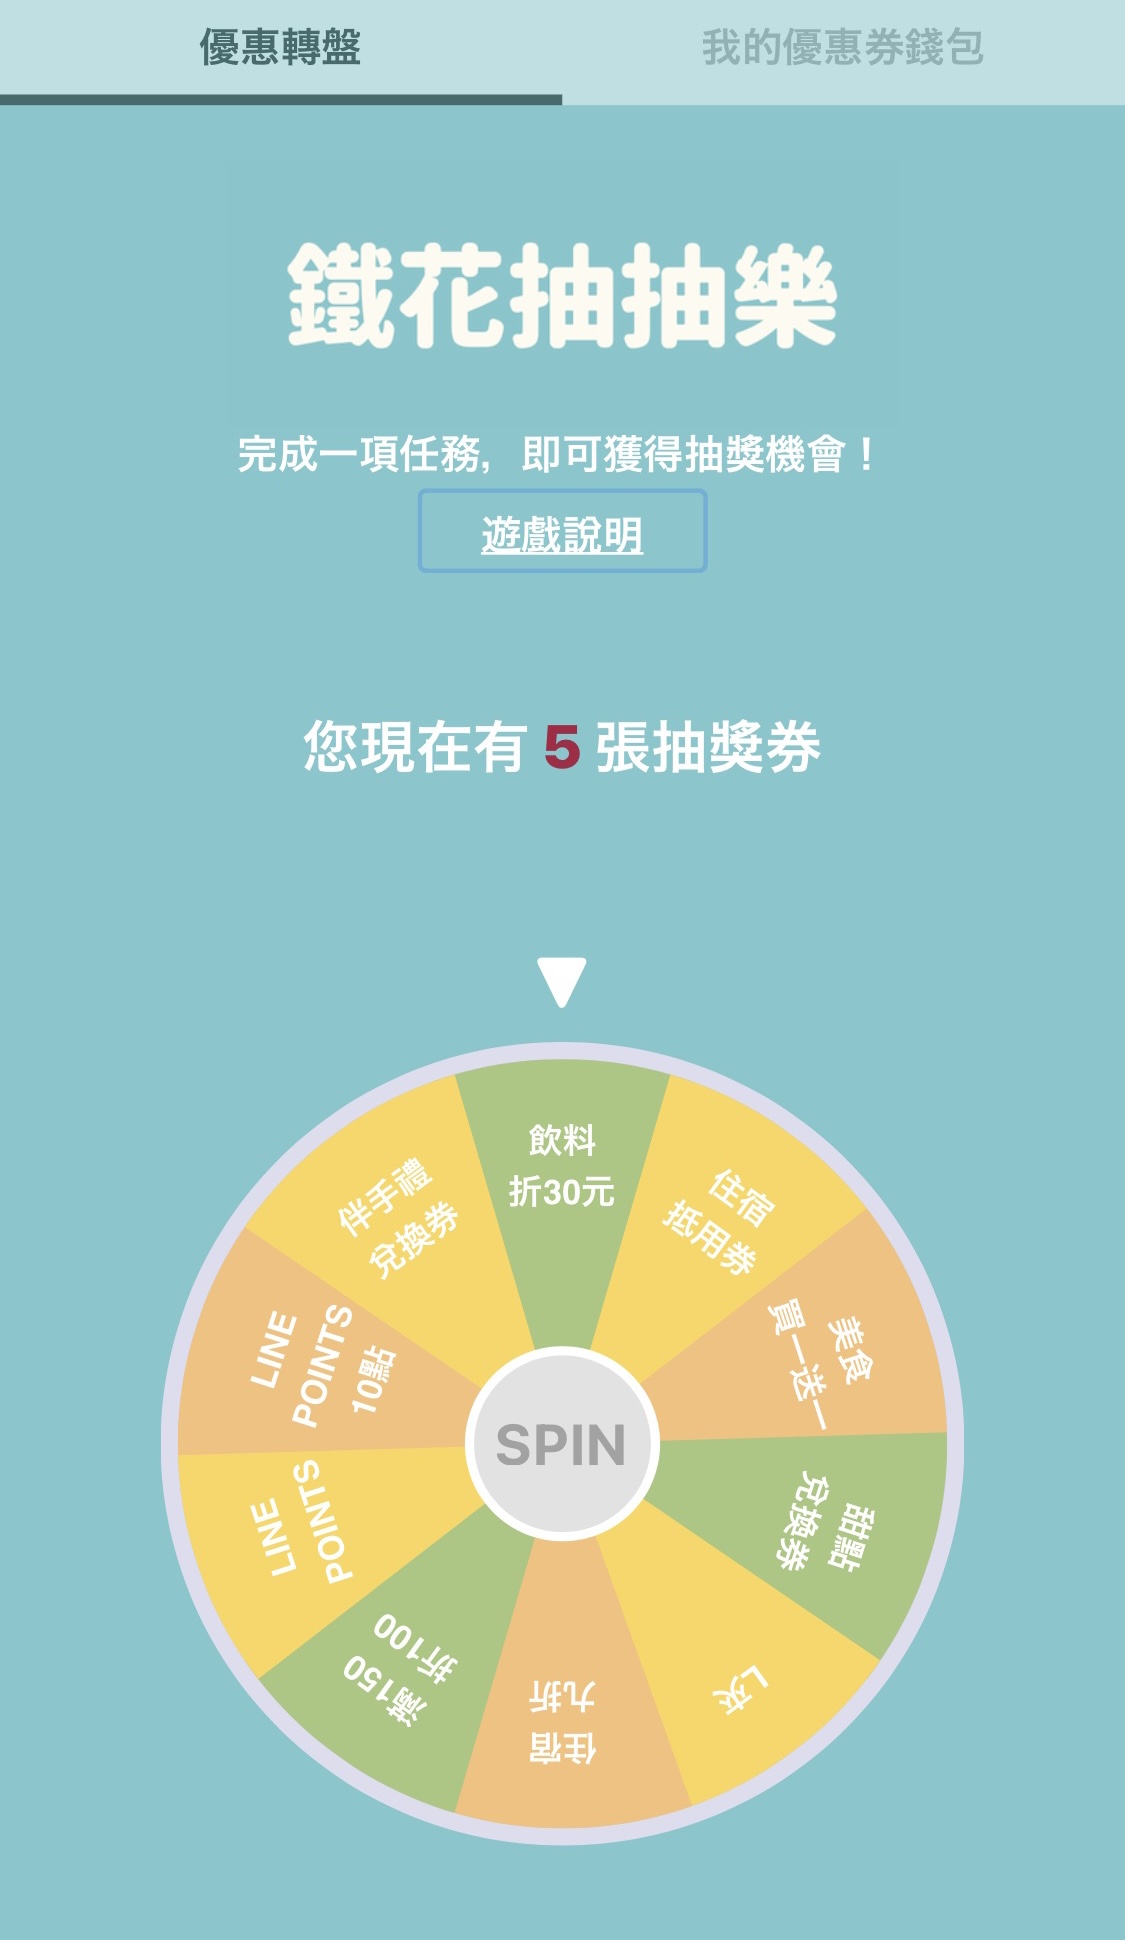 優惠轉盤
我的優惠券錢包
鐵花抽抽樂
完成一項任務，即可獲得抽獎機會！
遊戲說明
您現在有 5 張抽獎券
飲料
折30元
住宿
抵用券
美食
買一送一
甜點
兌換券
L夾
住宿
九折
滿150
折100
LINE
POINTS
LINE
POINTS
10點
伴手禮
兌換券
SPIN